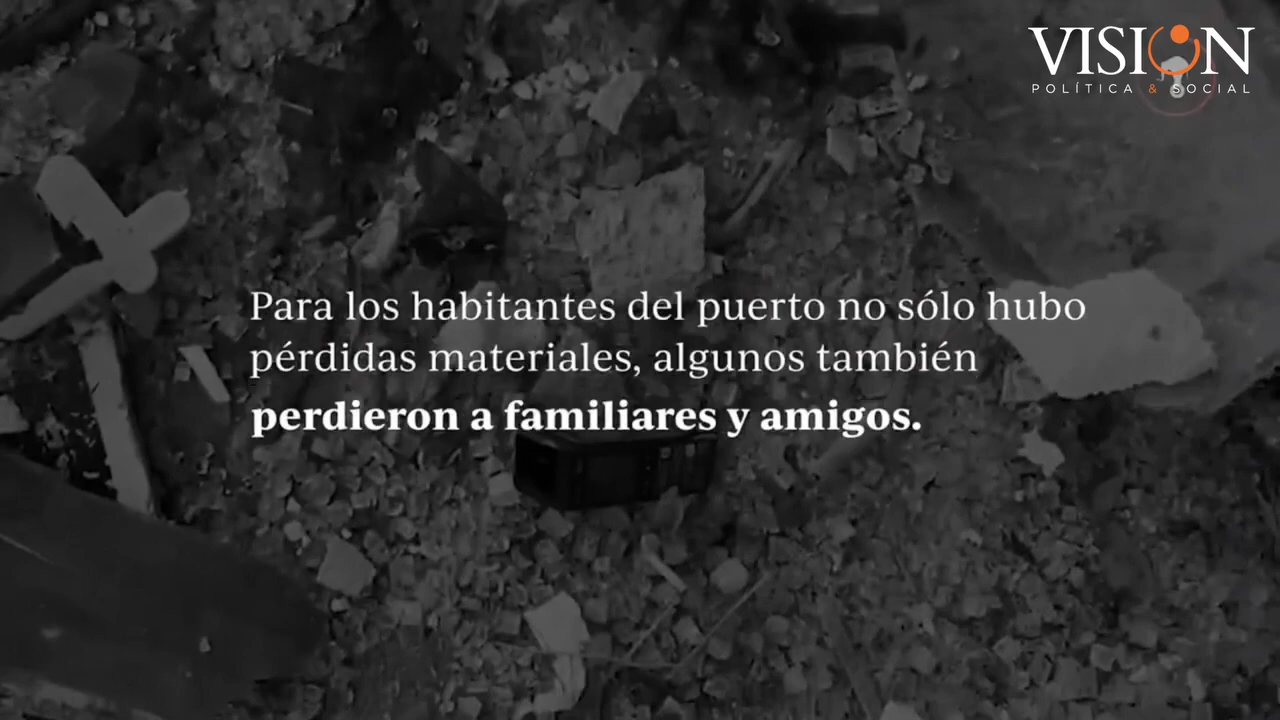 VISION
POLÍTICA & SOCIAL
Para los habitantes del puerto no sólo hubo
pérdidas materiales, algunos también
perdieron a familiares y amigos.